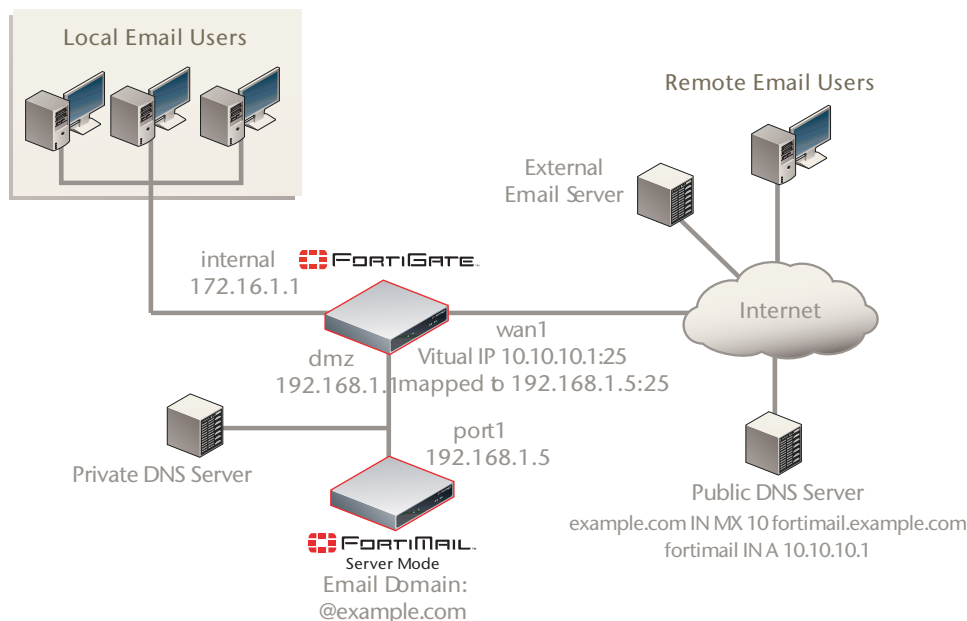 Local Email Users
Remote Email Users
External
Email Server
internal
172.16.1.1
FORTIGATE
Internet
wan1
Vitual IP 10.10.10.1:25
mapped to 192.168.1.5:25
dmz
192.168.1.1
port1
192.168.1.5
Private DNS Server
Public DNS Server
example.com IN MX 10 fortimail.example.com
fortimail IN A 10.10.10.1
FORTIMAIL
Server Mode
Email Domain:
@example.com